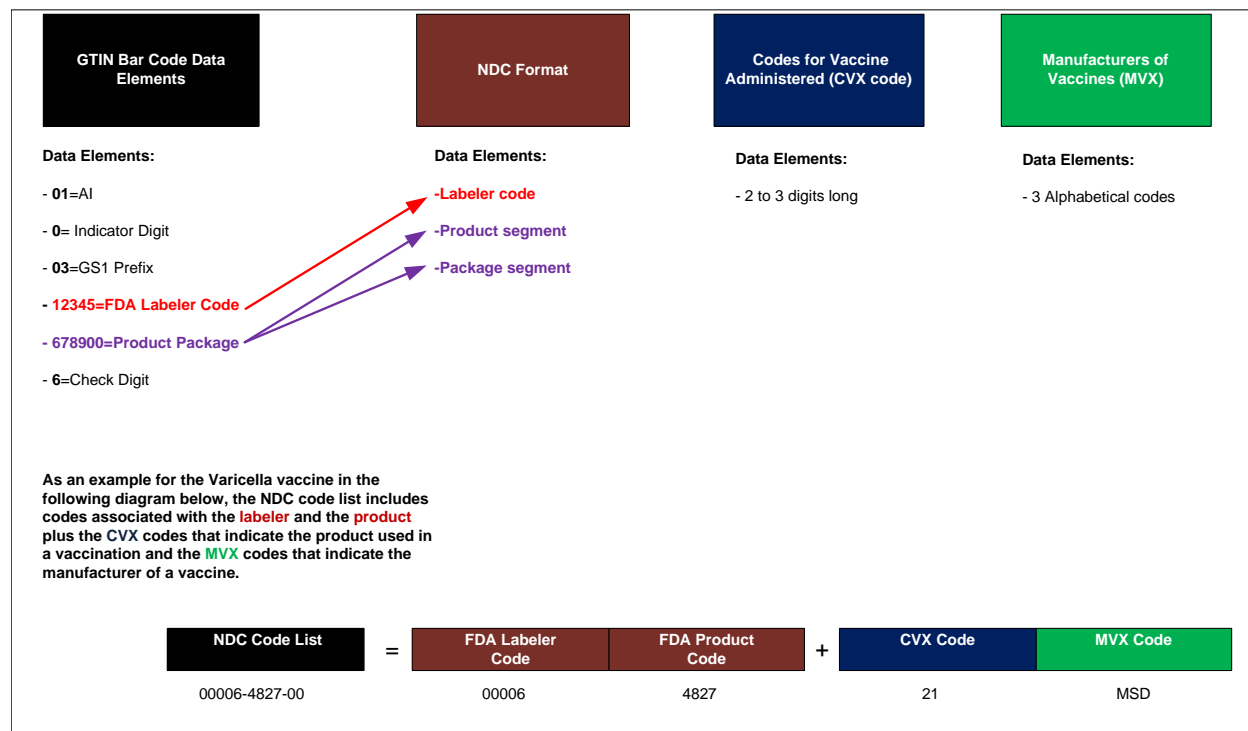 GTIN Bar Code Data
Elements
NDC Format
Codes for Vaccine
Administered (CVX code)
Manufacturers of
Vaccines (MVX)
Data Elements:
- 01=AI
- 0= Indicator Digit
- 03=GS1 Prefix
- 12345=FDA Labeler Code
- 678900=Product Package
- 6=Check Digit
Data Elements:
-Labeler code
-Product segment
-Package segment
Data Elements:
- 2 to 3 digits long
Data Elements:
- 3 Alphabetical codes
As an example for the Varicella vaccine in the
following diagram below, the NDC code list includes
codes associated with the labeler and the product
plus the CVX codes that indicate the product used in
a vaccination and the MVX codes that indicate the
manufacturer of a vaccine.
NDC Code List
=
FDA Labeler
Code
FDA Product
Code
+
CVX Code
MVX Code
00006-4827-00
00006
4827
21
MSD